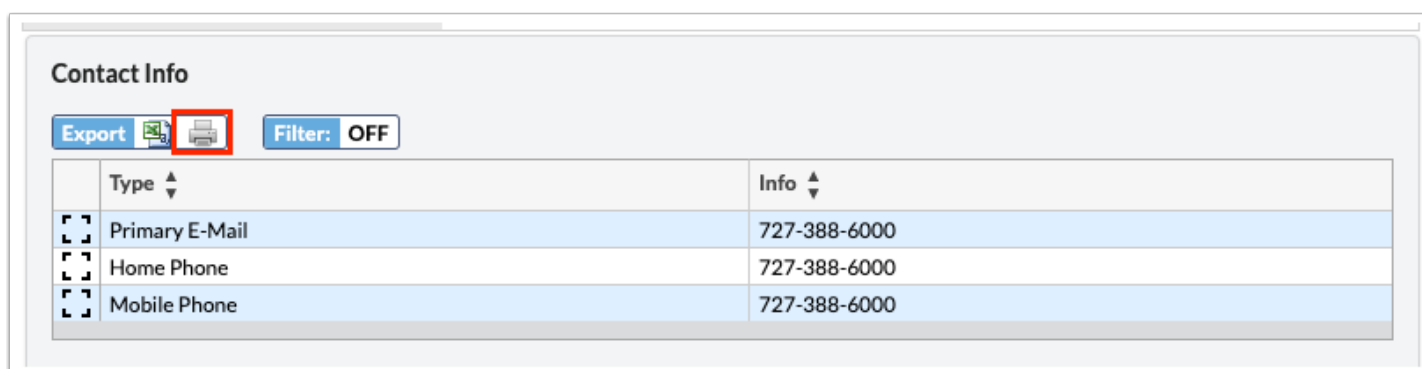 Contact Info
Export Filter: OFF
Type Info
Primary E-Mail 727-388-6000
Home Phone 727-388-6000
Mobile Phone 727-388-6000